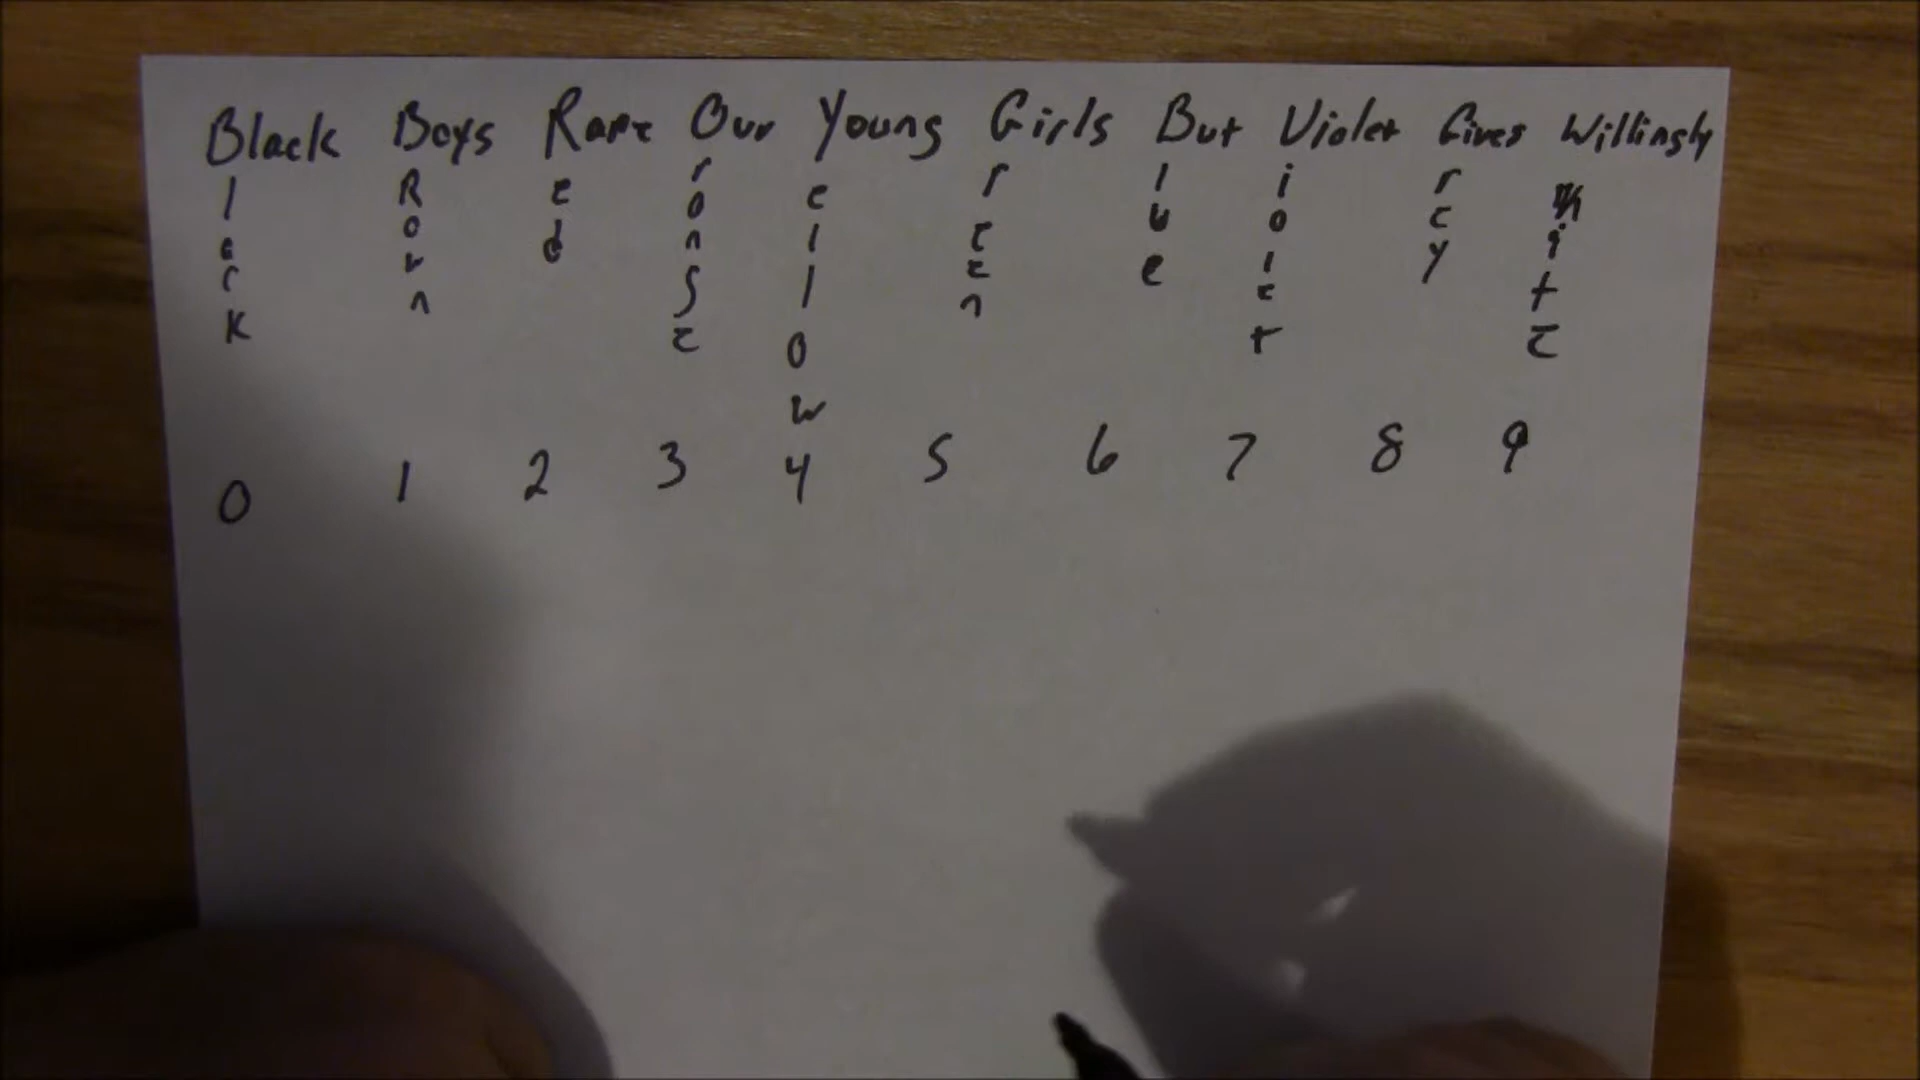 Black Boys Rape Our Young Girls But Violet Gives Willingly
l R e r e r l i r h
a o d o l e u o e i
c w n l e e l y t
k n g o n e e
e w t
0 1 2 3 4 5 6 7 8 9